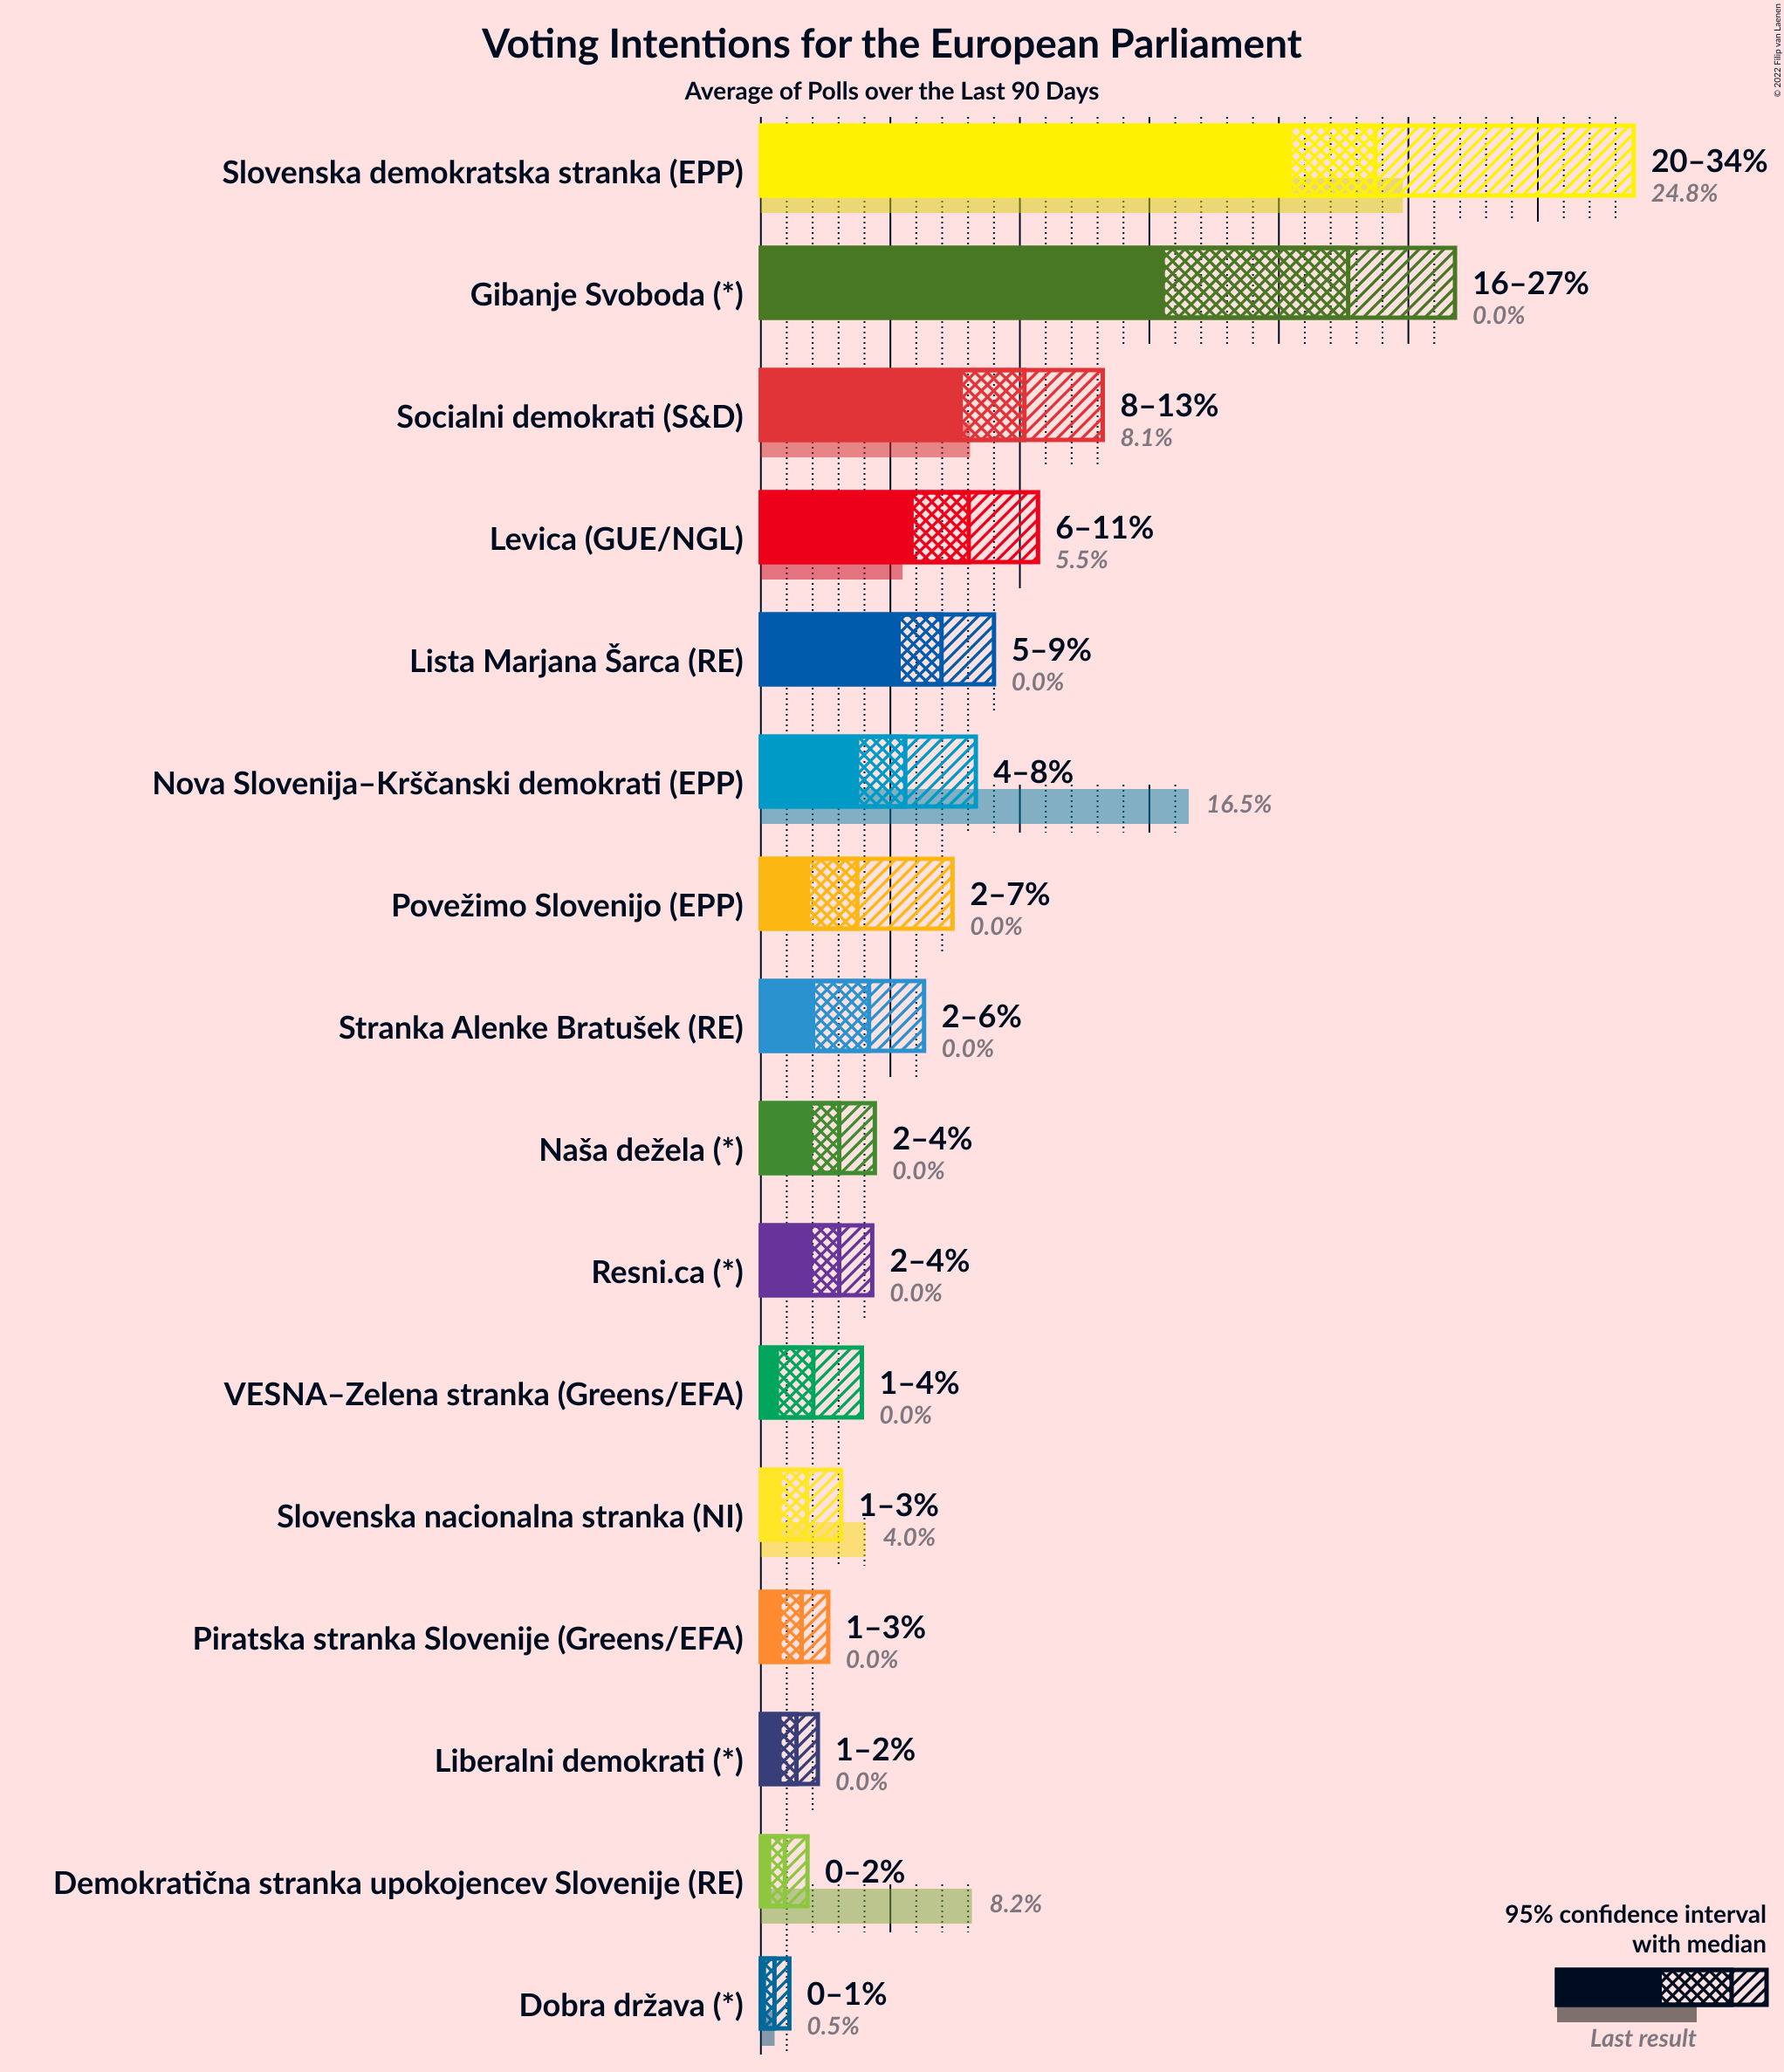 © 2022 Filip van Laenen
Voting Intentions for the European Parliament
Average of Polls over the Last 90 Days
Slovenska demokratska stranka (EPP)
20–34%
24.8%
Gibanje Svoboda (*)
16–27%
0.0%
Socialni demokrati (S&D)
8–13%
8.1%
Levica (GUE/NGL)
6–11%
5.5%
Lista Marjana Šarca (RE)
5–9%
0.0%
Nova Slovenija–Krščanski demokrati (EPP)
4–8%
16.5%
Povežimo Slovenijo (EPP)
2–7%
0.0%
Stranka Alenke Bratušek (RE)
2–6%
0.0%
Naša dežela (*)
2–4%
0.0%
Resni.ca (*)
2–4%
0.0%
VESNA–Zelena stranka (Greens/EFA)
1–4%
0.0%
Slovenska nacionalna stranka (NI)
1–3%
4.0%
Piratska stranka Slovenije (Greens/EFA)
1–3%
0.0%
Liberalni demokrati (*)
1–2%
0.0%
Demokratična stranka upokojencev Slovenije (RE)
0–2%
8.2%
Dobra država (*)
0–1%
0.5%
95% confidence interval
with median
Last result